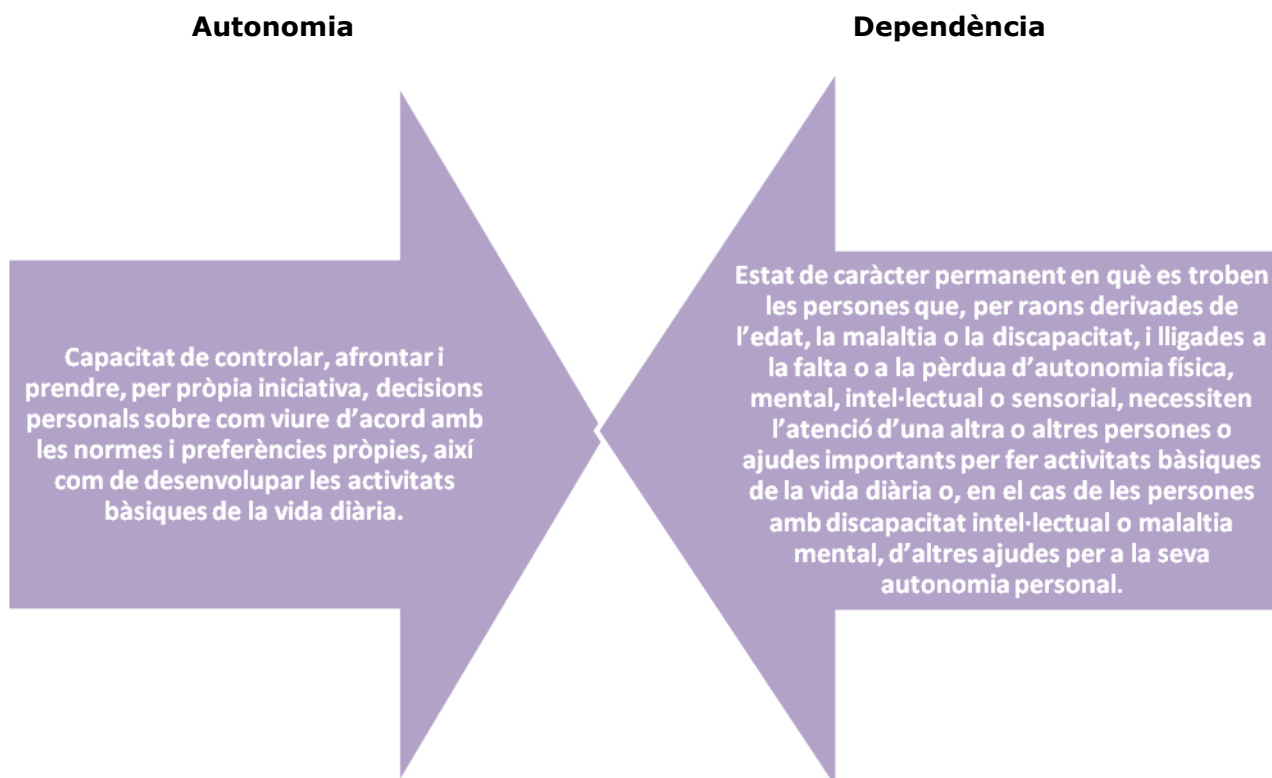 Autonomia
Dependència
Capacitat de controlar, afrontar i
prendre, per pròpia iniciativa, decisions
personals sobre com viure d’acord amb
les normes i preferències pròpies, així
com de desenvolupar les activitats
bàsiques de la vida diària.
Estat de caràcter permanent en què es troben
les persones que, per raons derivades de
l’edat, la malaltia o la discapacitat, i lligades a
la falta o a la pèrdua d’autonomia física,
mental, intel·lectual o sensorial, necessiten
l’atenció d’una altra o altres persones o
ajudes importants per fer activitats bàsiques
de la vida diària o, en el cas de les persones
amb discapacitat intel·lectual o malaltia
mental, d’altres ajudes per a la seva
autonomia personal.